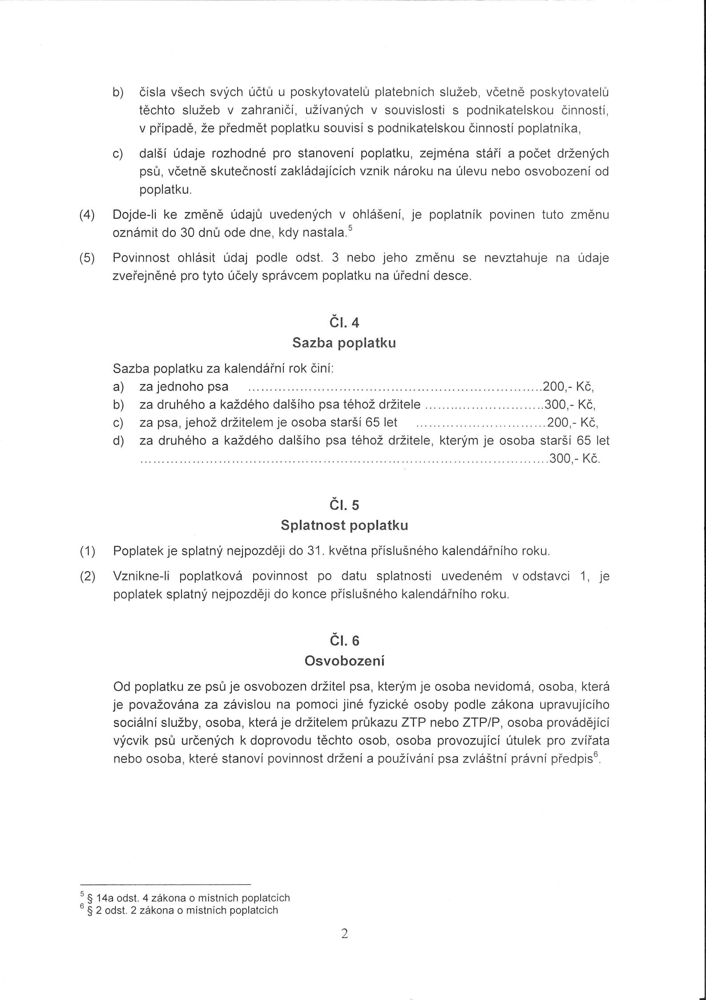 b) čísla všech svých účtů u poskytovatelů platebních služeb, včetně poskytovatelů
těchto služeb v zahraničí, užívaných v souvislosti s podnikatelskou činností,
v případě, že předmět poplatku souvisí s podnikatelskou činností poplatníka,
c) další údaje rozhodné pro stanovení poplatku, zejména stáří a počet držených
psů, včetně skutečností zakládajících vznik nároku na úlevu nebo osvobození od
poplatku.
(4) Dojde-li ke změně údajů uvedených v ohlášení, je poplatník povinen tuto změnu
oznámit do 30 dnů ode dne, kdy nastala.5
(5) Povinnost ohlásit údaj podle odst. 3 nebo jeho změnu se nevztahuje na údaje
zveřejněné pro tyto účely správcem poplatku na úřední desce.
Čl. 4
Sazba poplatku
Sazba poplatku za kalendářní rok činí:
a) za jednoho psa ....................................................................200,- Kč,
b) za druhého a každého dalšího psa téhož držitele ............................300,- Kč,
c) za psa, jehož držitelem je osoba starší 65 let ..............................200,- Kč,
d) za druhého a každého dalšího psa téhož držitele, kterým je osoba starší 65 let
..............................................................................................300,- Kč.
Čl. 5
Splatnost poplatku
(1) Poplatek je splatný nejpozději do 31. května příslušného kalendářního roku.
(2) Vznikne-li poplatková povinnost po datu splatnosti uvedeném v odstavci 1, je
poplatek splatný nejpozději do konce příslušného kalendářního roku.
Čl. 6
Osvobození
Od poplatku ze psů je osvobozen držitel psa, kterým je osoba nevidomá, osoba, která
je považována za závislou na pomoci jiné fyzické osoby podle zákona upravujícího
sociální služby, osoba, která je držitelem průkazu ZTP nebo ZTP/P, osoba provádějící
výcvik psů určených k doprovodu těchto osob, osoba provozující útulek pro zvířata
nebo osoba, které stanoví povinnost držení a používání psa zvláštní právní předpis6.
5 § 14a odst. 4 zákona o místních poplatcích
6 § 2 odst. 2 zákona o místních poplatcích
2